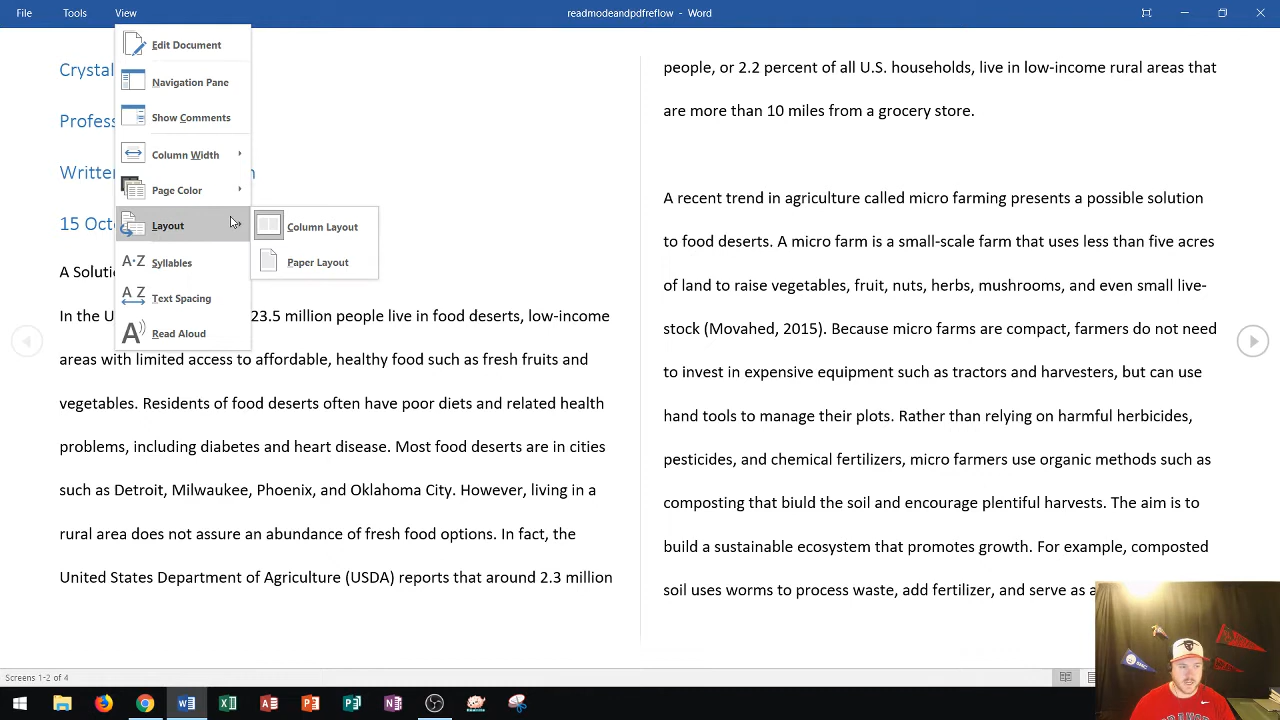 File
Tools
View
readmodeandpdfreflow - Word
Edit Document
Navigation Pane
Show Comments
Column Width
Page Color
Layout
Syllables
Text Spacing
Read Aloud
Column Layout
Paper Layout
Crystal
Profess
Written
15 Oct
A Soluti
In the U 23.5 million people live in food deserts, low-income
areas with limited access to affordable, healthy food such as fresh fruits and
vegetables. Residents of food deserts often have poor diets and related health
problems, including diabetes and heart disease. Most food deserts are in cities
such as Detroit, Milwaukee, Phoenix, and Oklahoma City. However, living in a
rural area does not assure an abundance of fresh food options. In fact, the
United States Department of Agriculture (USDA) reports that around 2.3 million
people, or 2.2 percent of all U.S. households, live in low-income rural areas that
are more than 10 miles from a grocery store.
A recent trend in agriculture called micro farming presents a possible solution
to food deserts. A micro farm is a small-scale farm that uses less than five acres
of land to raise vegetables, fruit, nuts, herbs, mushrooms, and even small live-
stock (Movahed, 2015). Because micro farms are compact, farmers do not need
to invest in expensive equipment such as tractors and harvesters, but can use
hand tools to manage their plots. Rather than relying on harmful herbicides,
pesticides, and chemical fertilizers, micro farmers use organic methods such as
composting that biuld the soil and encourage plentiful harvests. The aim is to
build a sustainable ecosystem that promotes growth. For example, composted
soil uses worms to process waste, add fertilizer, and serve as a
Screens 1-2 of 4